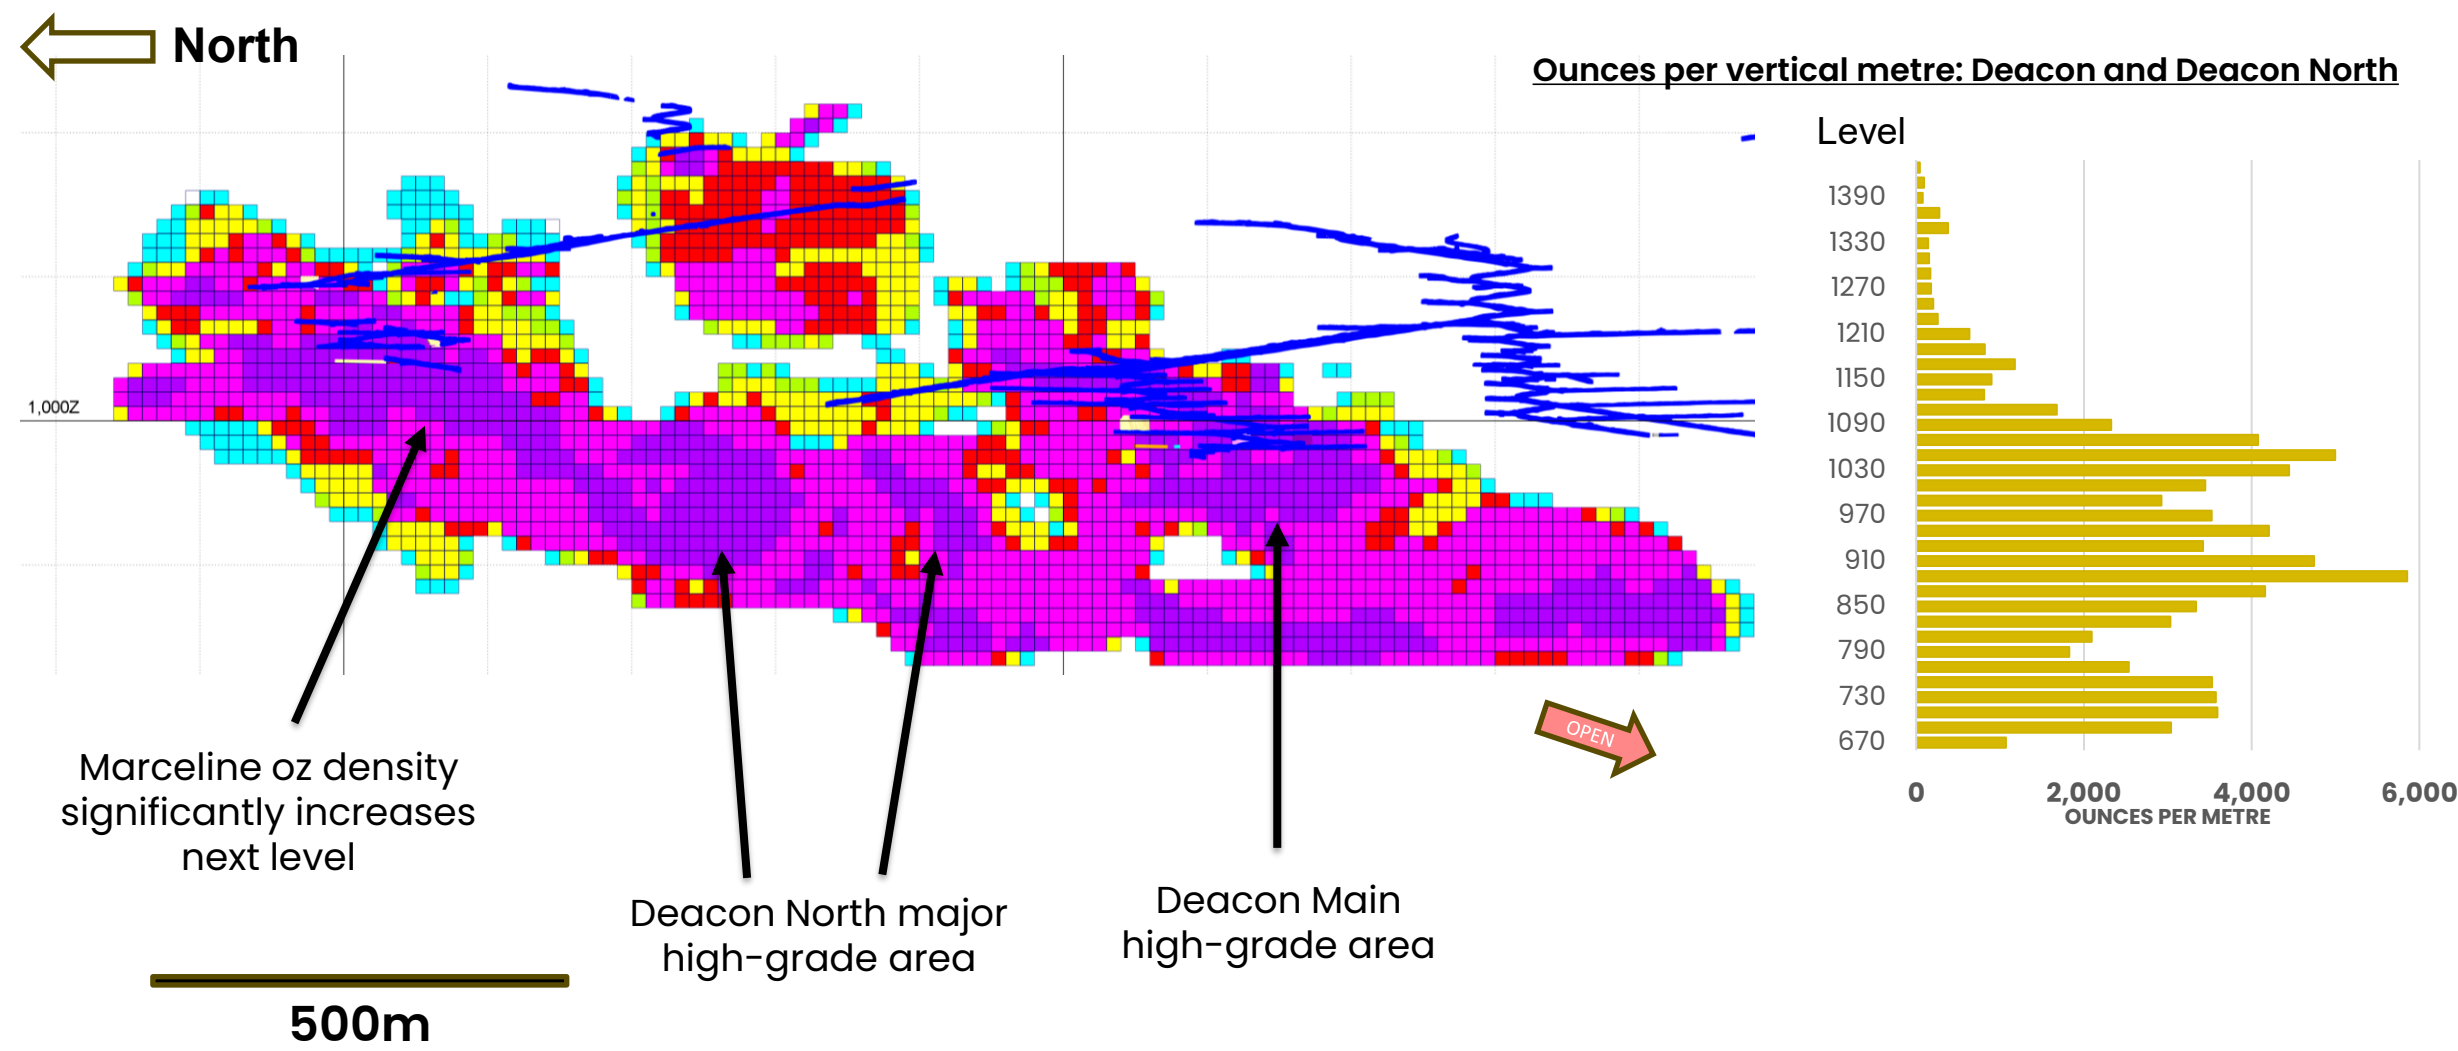 North
Ounces per vertical metre: Deacon and Deacon North
Level
1390
1330
1270
1210
1150
1090
1030
970
910
850
790
730
670
0 2,000 4,000 6,000
OUNCES PER METRE
1,000Z
OPEN
Marceline oz density
significantly increases
next level
Deacon North major
high-grade area
Deacon Main
high-grade area
500m